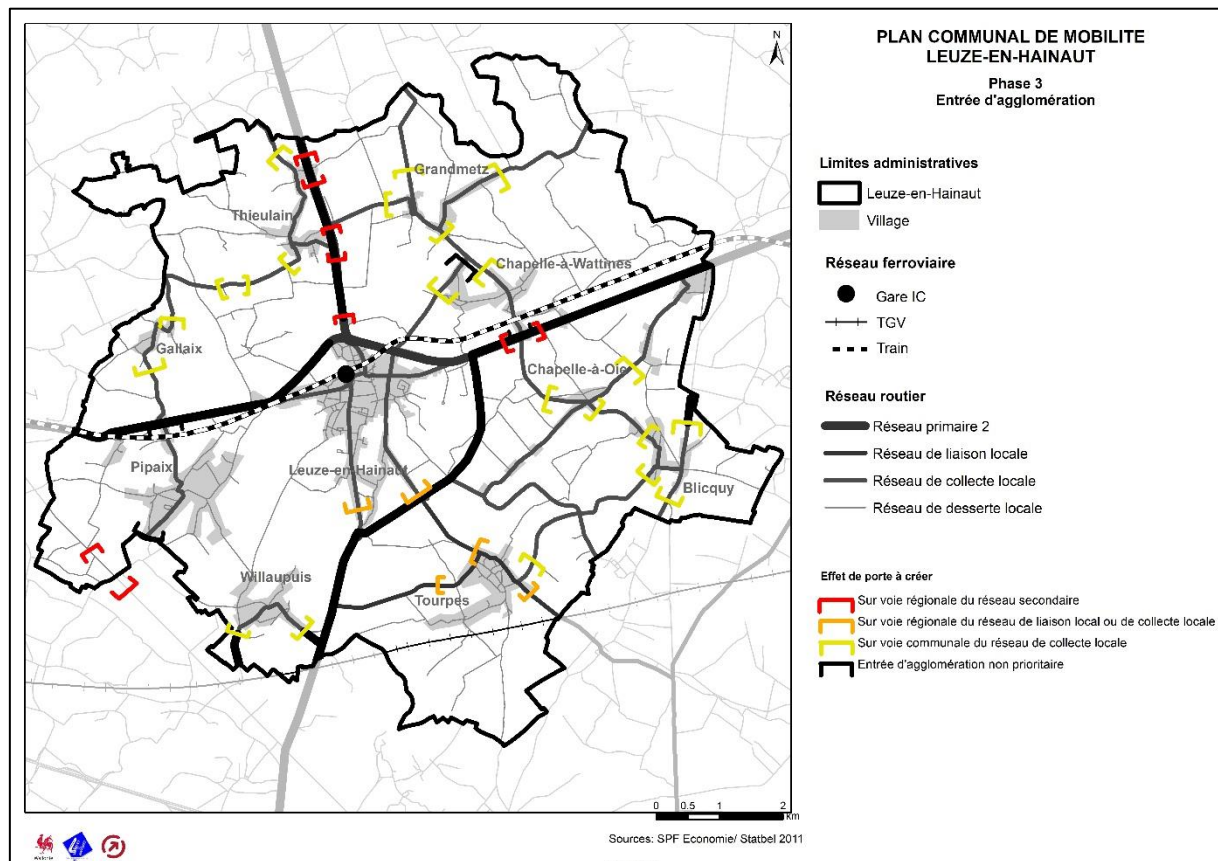 PLAN COMMUNAL DE MOBILITE
LEUZE-EN-HAINAUT
Phase 3
Entrée d'agglomération
Limites administratives
Leuze-en-Hainaut
Village
Réseau ferroviaire
Gare IC
TGV
Train
Réseau routier
Réseau primaire 2
Réseau de liaison locale
Réseau de collecte locale
Réseau de desserte locale
Effet de porte à créer
Sur voie régionale du réseau secondaire
Sur voie régionale du réseau de liaison local ou de collecte locale
Sur voie communale du réseau de collecte locale
Entrée d'agglomération non prioritaire
N
Grandmetz
Thieulain
Chapelle-à-Wattines
Gallaix
Chapelle-à-Oie
Pipaix
Leuze-en-Hainaut
Blicquy
Willaupuis
Tourpes
0 0.5 1 2
km
Sources: SPF Economie/ Statbel 2011
Wallonie